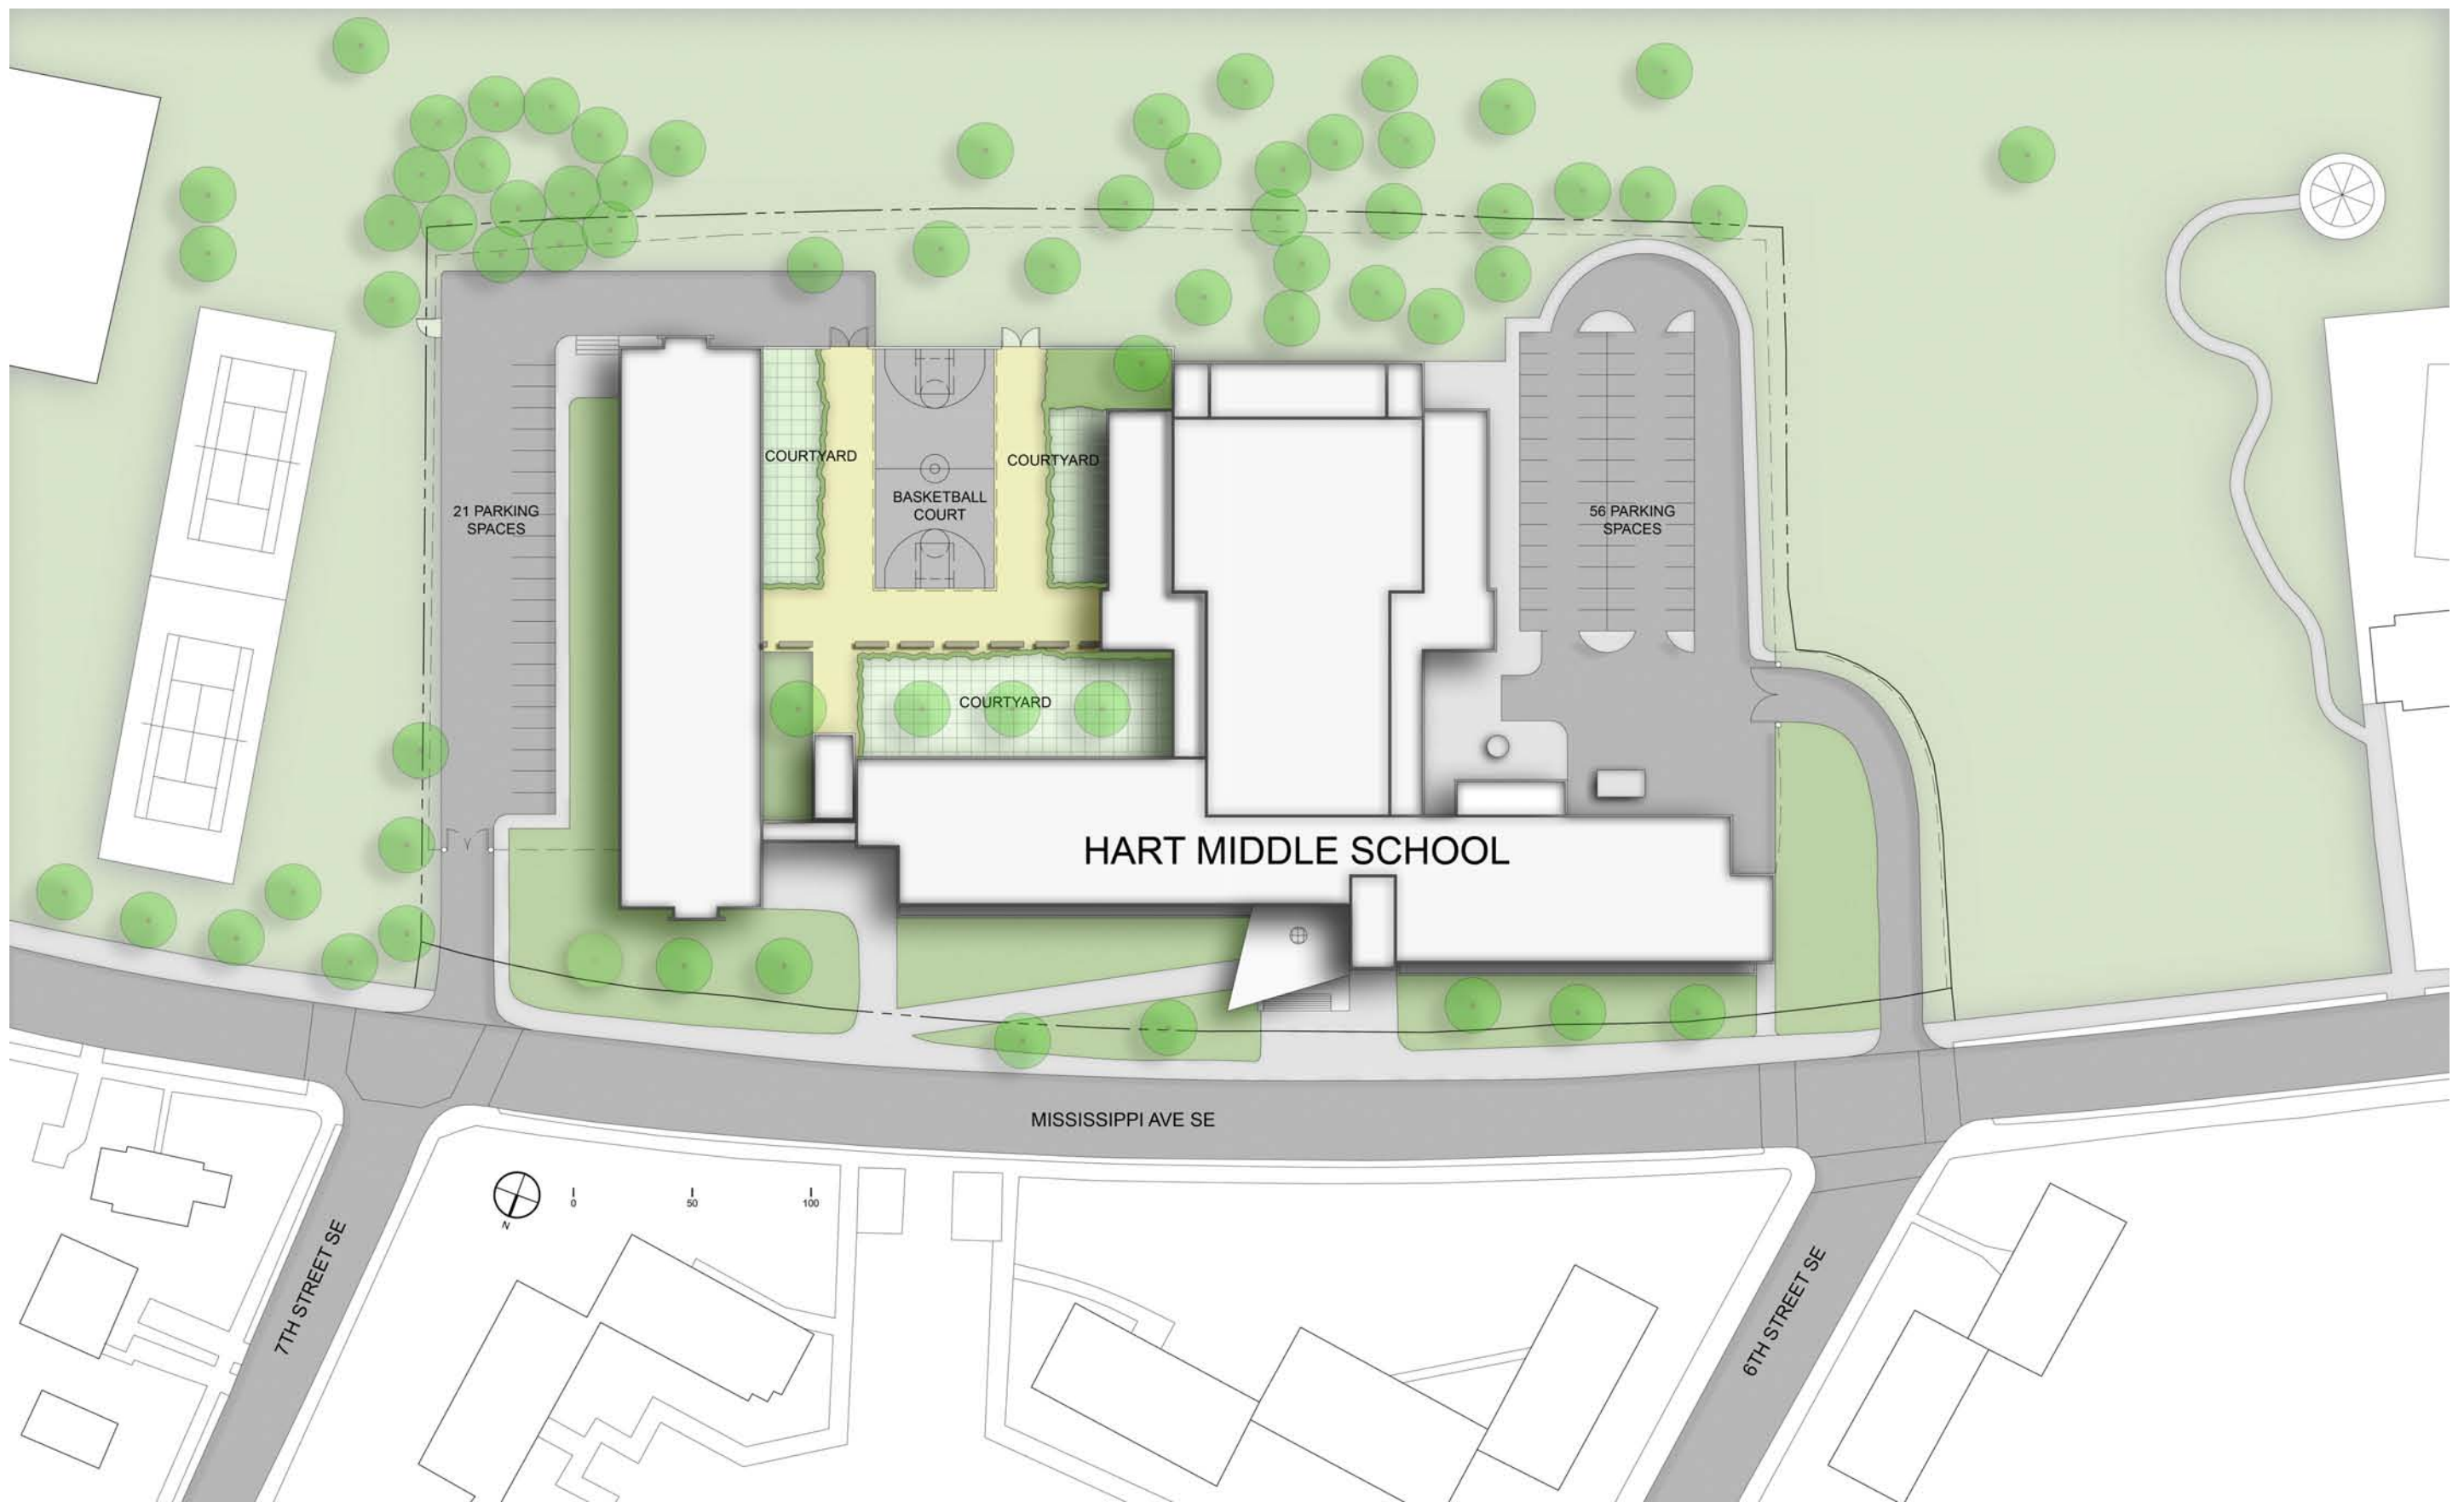 COURTYARD
COURTYARD
BASKETBALL
COURT
21 PARKING
SPACES
56 PARKING
SPACES
COURTYARD
HART MIDDLE SCHOOL
MISSISSIPPI AVE SE
N
0
50
100
7TH STREET SE
6TH STREET SE